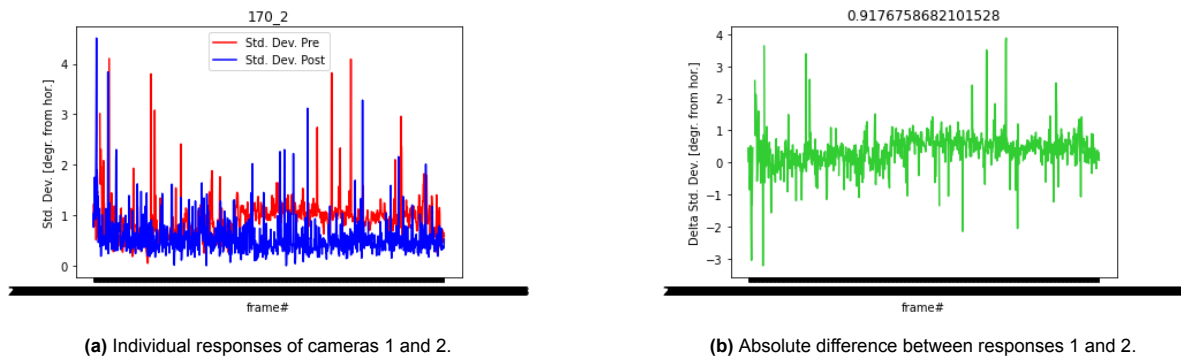 170_2
Std. Dev. Pre
Std. Dev. Post
Std. Dev. [degr. from hor.]
4
3
2
1
0
frame#
(a) Individual responses of cameras 1 and 2.
0.9176758682101528
Delta Std. Dev. [degr. from hor.]
4
3
2
1
0
−1
−2
−3
frame#
(b) Absolute difference between responses 1 and 2.